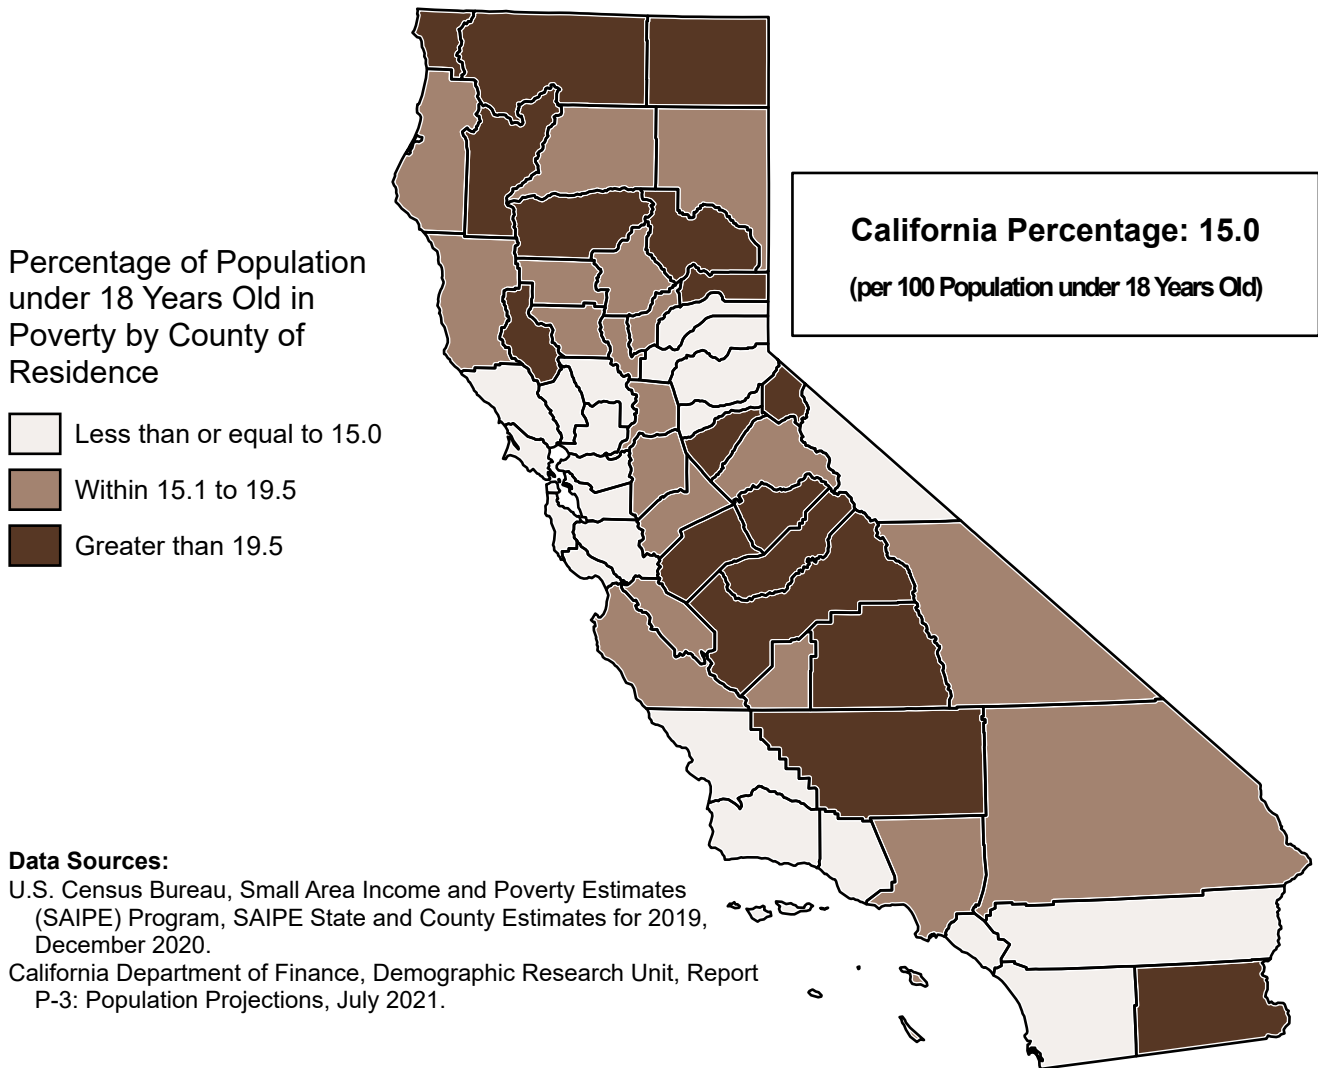 California Percentage: 15.0
(per 100 Population under 18 Years Old)
Percentage of Population
under 18 Years Old in
Poverty by County of
Residence
Less than or equal to 15.0
Within 15.1 to 19.5
Greater than 19.5
Data Sources:
U.S. Census Bureau, Small Area Income and Poverty Estimates
(SAIPE) Program, SAIPE State and County Estimates for 2019,
December 2020.
California Department of Finance, Demographic Research Unit, Report
P-3: Population Projections, July 2021.